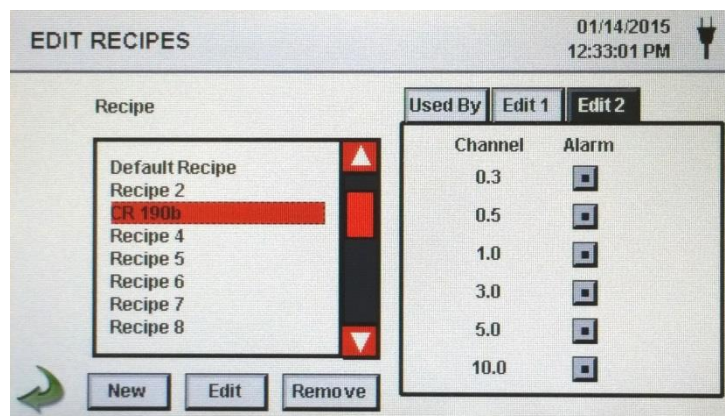 EDIT RECIPES
01/14/2015
12:33:01 PM
Recipe
Default Recipe
Recipe 2
CR 190b
Recipe 4
Recipe 5
Recipe 6
Recipe 7
Recipe 8
New Edit Remove
Used By Edit 1 Edit 2
Channel Alarm
0.3
0.5
1.0
3.0
5.0
10.0